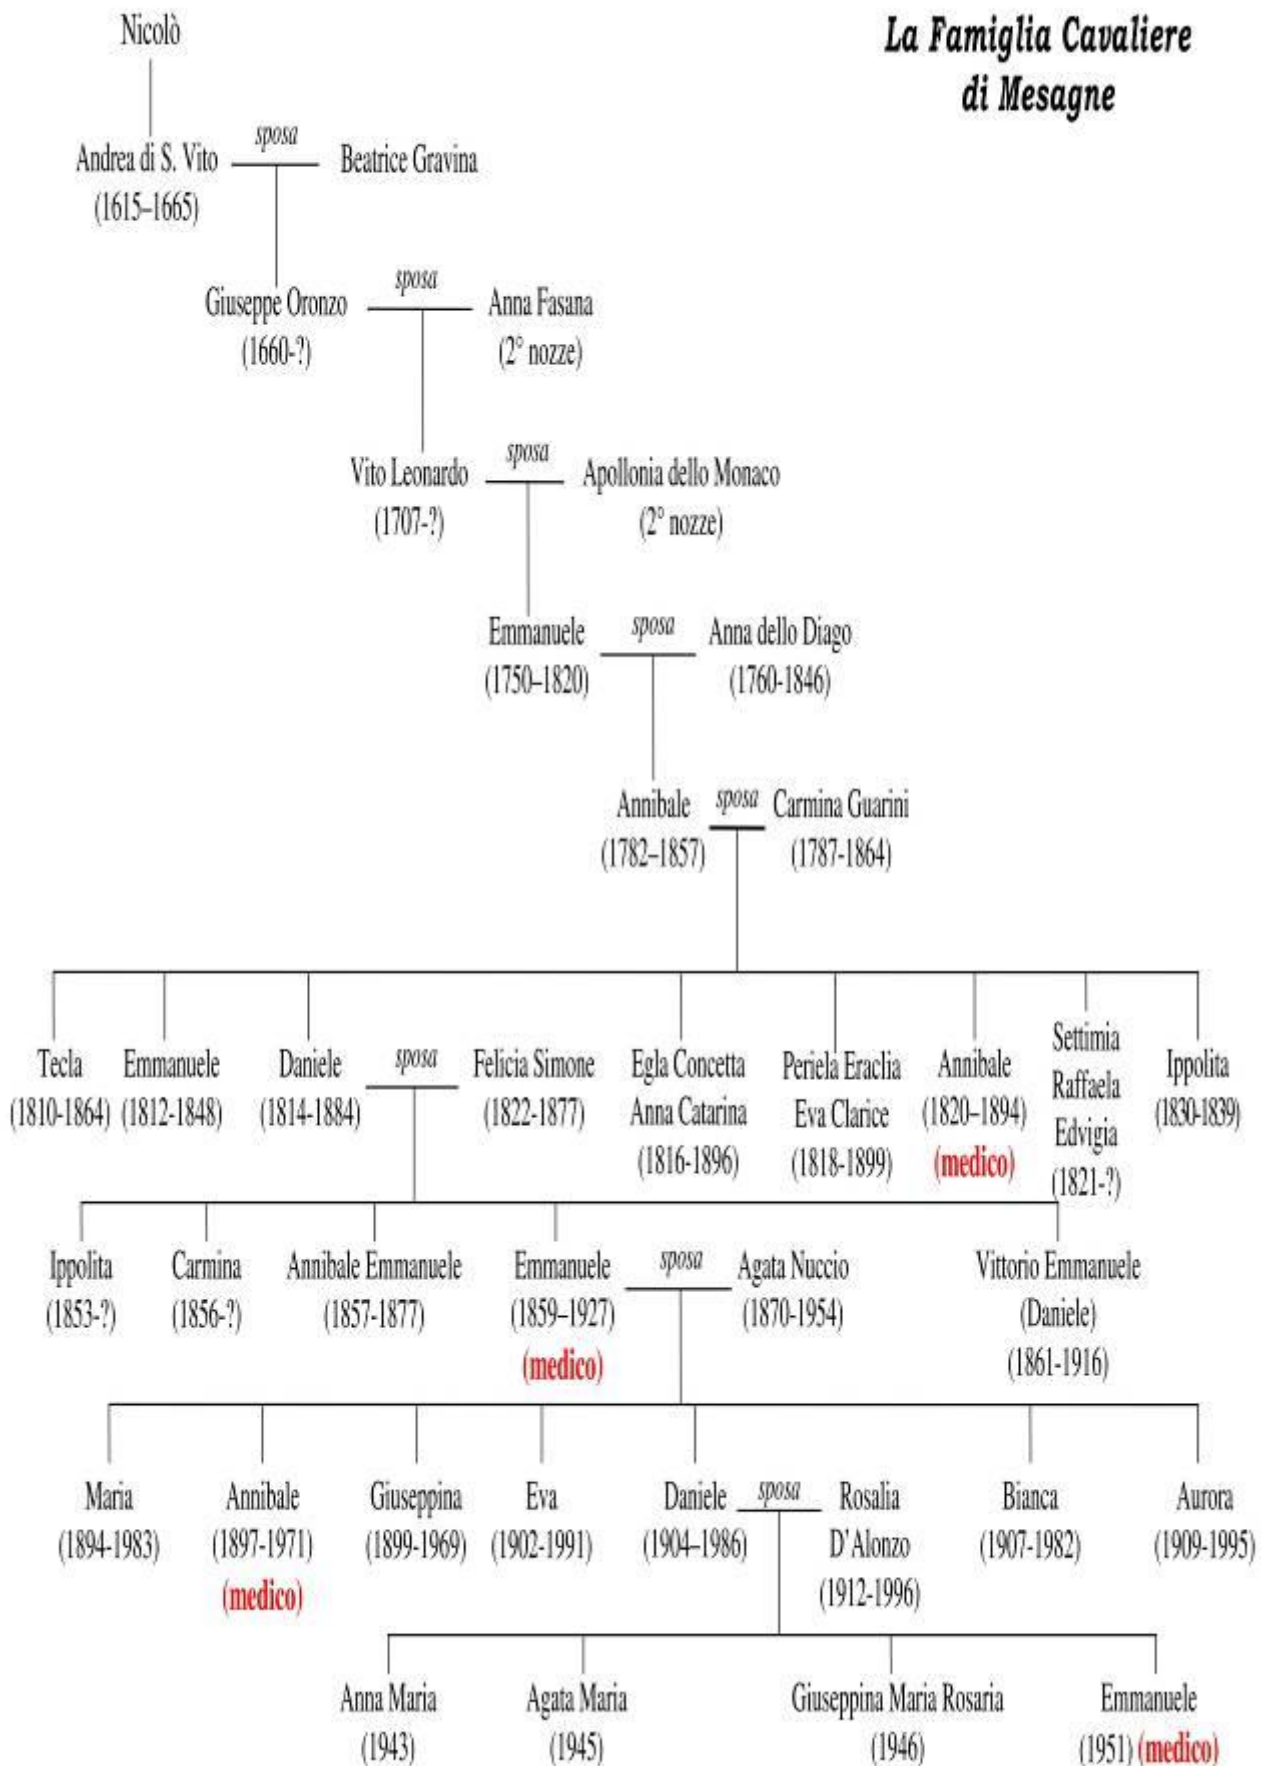 La Famiglia Cavaliere
di Mesagne
Nicolò
Andrea di S. Vito
(1615–1665)
sposa
Beatrice Gravina
Giuseppe Oronzo
(1660-?)
sposa
Anna Fasana
(2° nozze)
Vito Leonardo
(1707-?)
sposa
Apollonia dello Monaco
(2° nozze)
Emmanuele
(1750–1820)
sposa
Anna dello Diago
(1760-1846)
Annibale
(1782–1857)
sposa
Carmina Guarini
(1787-1864)
Tecla
(1810-1864)
Emmanuele
(1812-1848)
Daniele
(1814-1884)
sposa
Felicia Simone
(1822-1877)
Egla Concetta
Anna Catarina
(1816-1896)
Periela Eraclia
Eva Clarice
(1818-1899)
Annibale
(1820–1894)
(medico)
Settimia
Raffaela
Edvigia
(1821-?)
Ippolita
(1830-1839)
Ippolita
(1853-?)
Carmina
(1856-?)
Annibale Emmanuele
(1857-1877)
Emmanuele
(1859–1927)
(medico)
sposa
Agata Nuccio
(1870-1954)
Vittorio Emmanuele
(Daniele)
(1861-1916)
Maria
(1894-1983)
Annibale
(1897-1971)
(medico)
Giuseppina
(1899-1969)
Eva
(1902-1991)
Daniele
(1904–1986)
sposa
Rosalia
D'Alonzo
(1912-1996)
Bianca
(1907-1982)
Aurora
(1909-1995)
Anna Maria
(1943)
Agata Maria
(1945)
Giuseppina Maria Rosaria
(1946)
Emmanuele
(1951) (medico)